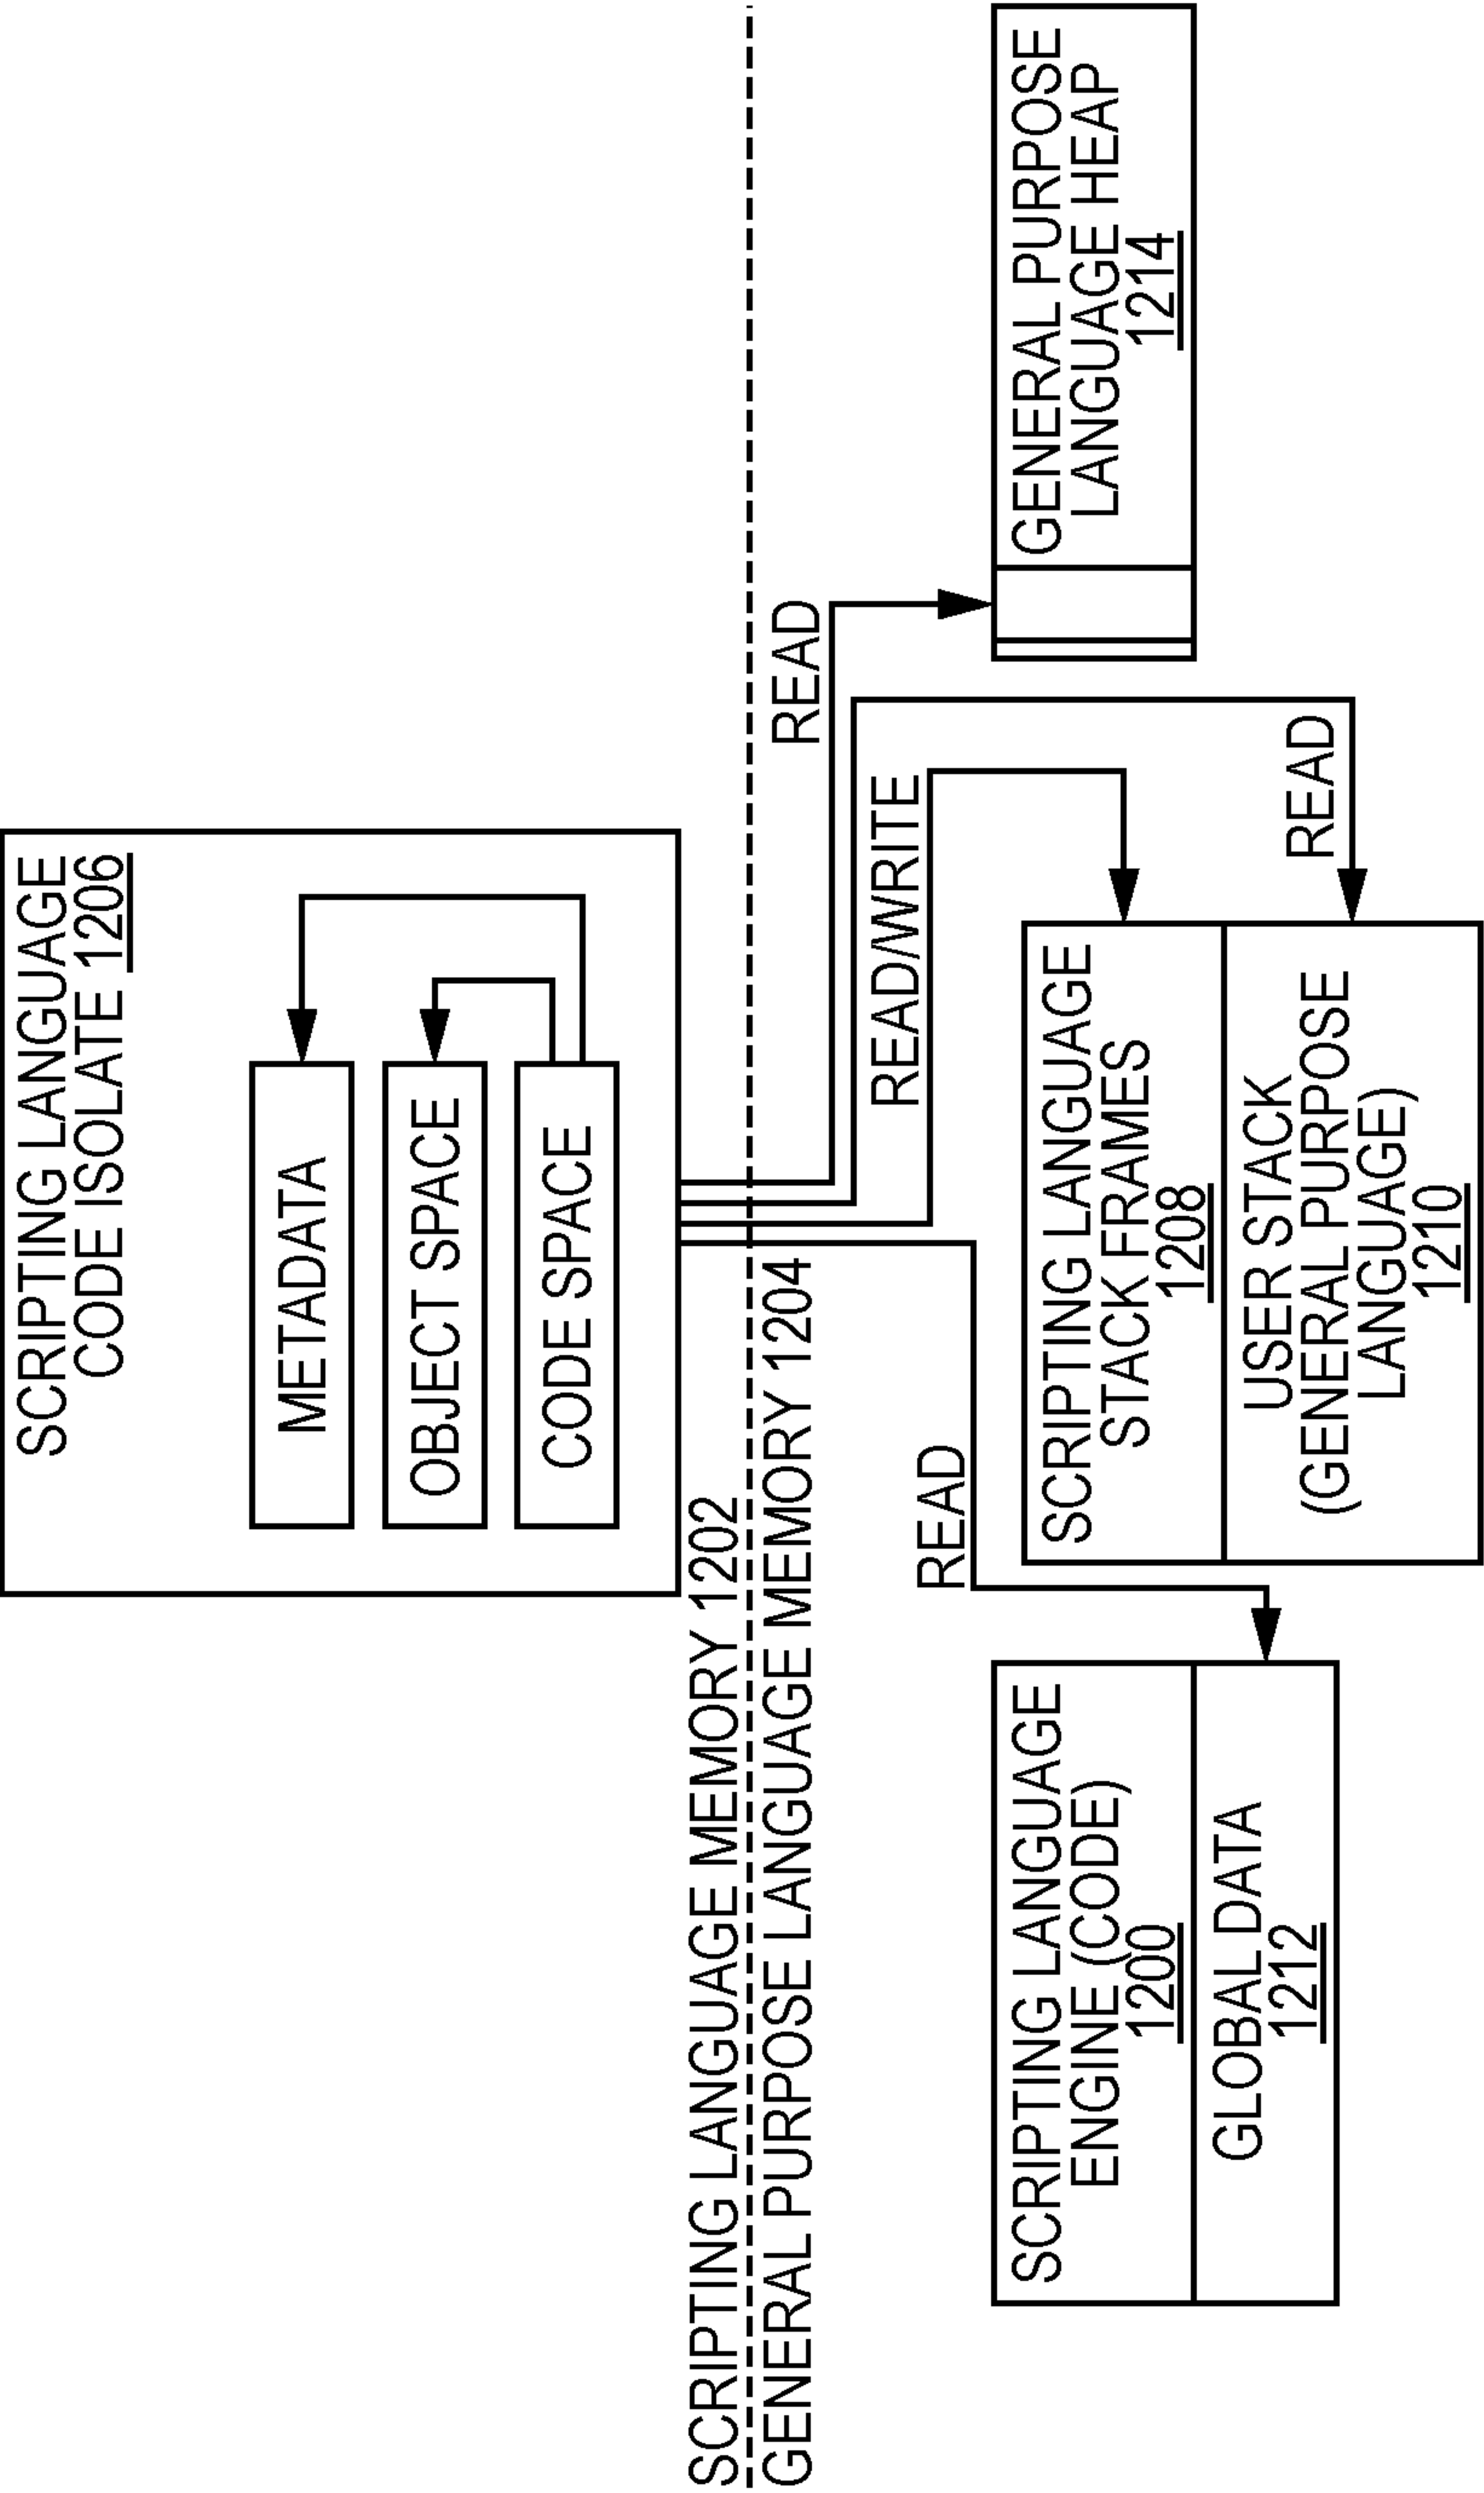 SCRIPTING LANGUAGE
CODE ISOLATE 1206
METADATA
OBJECT SPACE
CODE SPACE
SCRIPTING LANGUAGE MEMORY 1202
GENERAL PURPOSE LANGUAGE MEMORY 1204
READ
READ/WRITE
READ
READ
SCRIPTING LANGUAGE
ENGINE (CODE)
1200
GLOBAL DATA
1212
SCRIPTING LANGUAGE
STACK FRAMES
1208
USER STACK
(GENERAL PURPOSE
LANGUAGE)
1210
GENERAL PURPOSE
LANGUAGE HEAP
1214